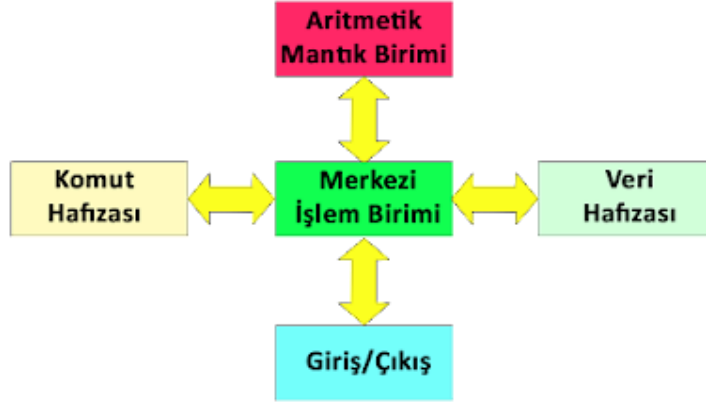 Aritmetik
Mantık Birimi
Komut
Hafızası
Merkezi
İşlem Birimi
Veri
Hafızası
Giriş/Çıkış